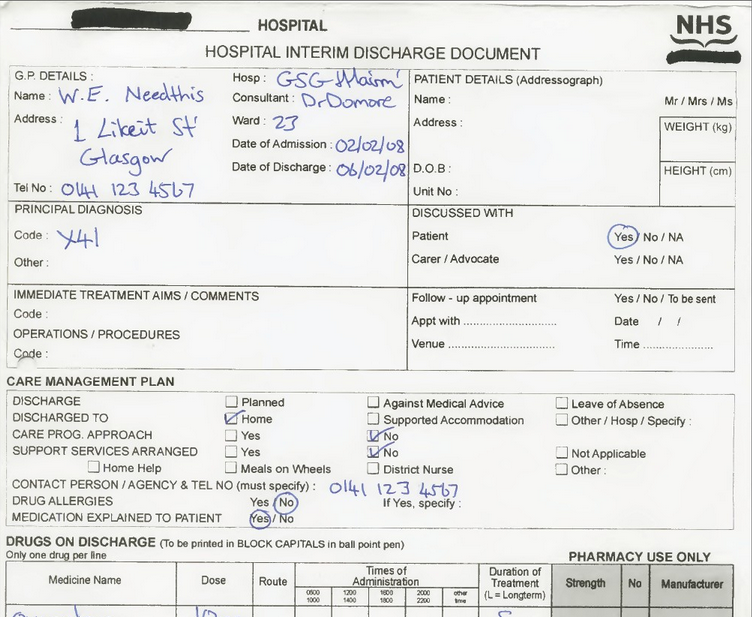 HOSPITAL
NHS
HOSPITAL INTERIM DISCHARGE DOCUMENT
G.P. DETAILS :
Name : W.E. Needthis
Address : 1 Likeit St
Glasgow
Tel No : 0141 123 4567
Hosp : GSG
Consultant : Dr Domore
Ward : 23
Date of Admission : 02/02/08
Date of Discharge : 06/02/08
PATIENT DETAILS (Addressograph)
Name : Mr / Mrs / Ms
Address :
WEIGHT (kg)
HEIGHT (cm)
D.O.B :
Unit No :
PRINCIPAL DIAGNOSIS
Code : X41
Other :
DISCUSSED WITH
Patient Yes / No / NA
Carer / Advocate Yes / No / NA
IMMEDIATE TREATMENT AIMS / COMMENTS
Code :
OPERATIONS / PROCEDURES
Code :
Follow - up appointment Yes / No / To be sent
Appt with .......................... Date / /
Venue .............................. Time ...................
CARE MANAGEMENT PLAN
DISCHARGE Planned Against Medical Advice Leave of Absence
DISCHARGED TO Home Supported Accommodation Other / Hosp / Specify :
CARE PROG. APPROACH Yes No
SUPPORT SERVICES ARRANGED Yes No Not Applicable
Home Help Meals on Wheels District Nurse Other :
CONTACT PERSON / AGENCY & TEL NO (must specify) : 0141 123 4567
DRUG ALLERGIES Yes / No If Yes, specify :
MEDICATION EXPLAINED TO PATIENT Yes / No
DRUGS ON DISCHARGE (To be printed in BLOCK CAPITALS in ball point pen)
Only one drug per line
PHARMACY USE ONLY
Medicine Name Dose Route Times of Administration Duration of Treatment (L = Longterm) Strength No Manufacturer
0800 1000 1200 1400 1600 1800 2000 2200 other time